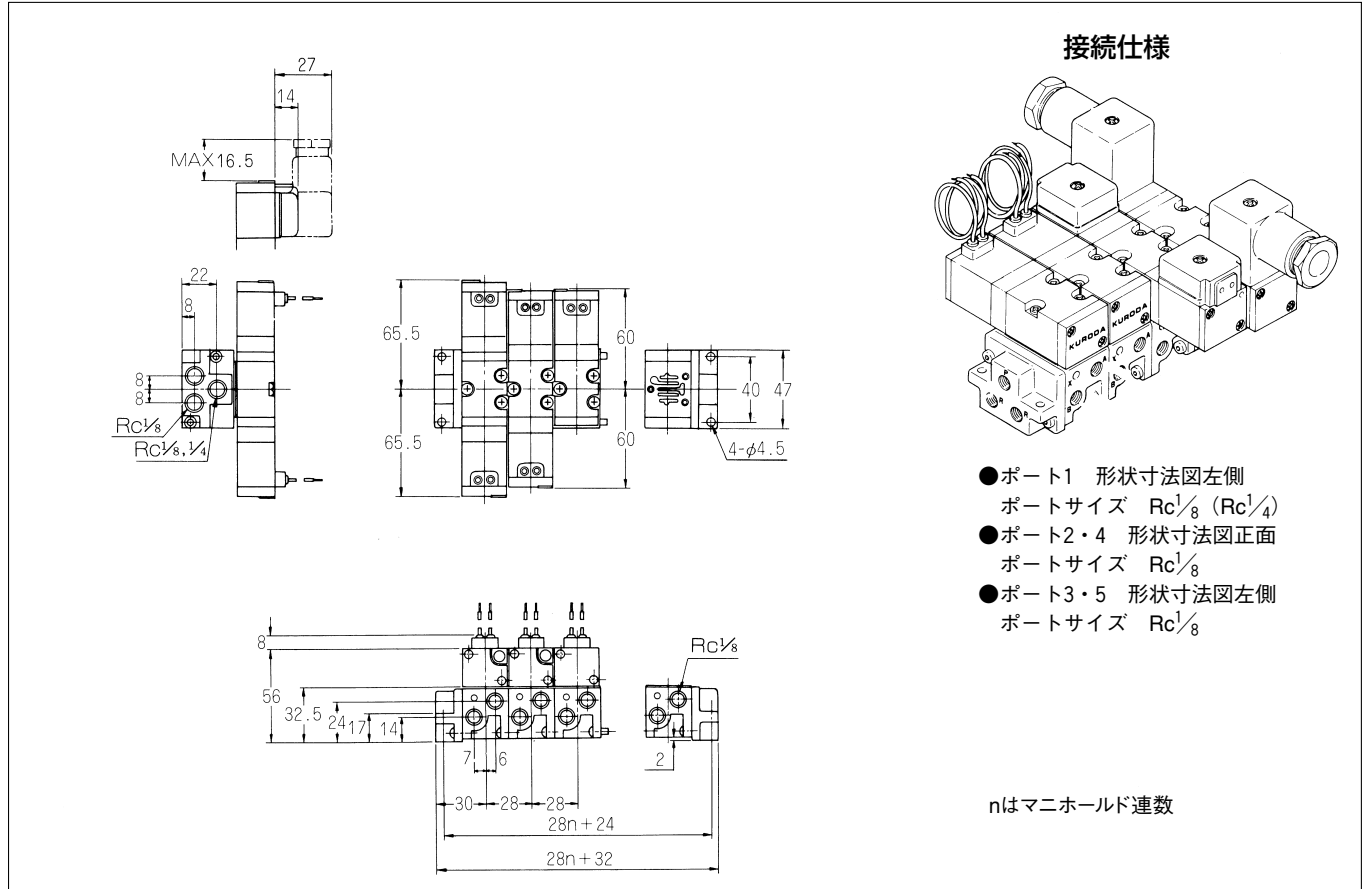 接続仕様
27
14
MAX16.5
22
8
8
8
Rc1/8
Rc1/8,1/4
65.5
65.5
60
60
40
47
4-φ4.5
KURODA
KURODA
P
R
R
X
A
B
X
A
B
●ポート1 形状寸法図左側
ポートサイズ Rc1/8(Rc1/4)
●ポート2・4 形状寸法図正面
ポートサイズ Rc1/8
●ポート3・5 形状寸法図左側
ポートサイズ Rc1/8
8
56
32.5
24
17
14
7
6
30
28
28
28n+24
28n+32
Rc1/8
2
nはマニホールド連数